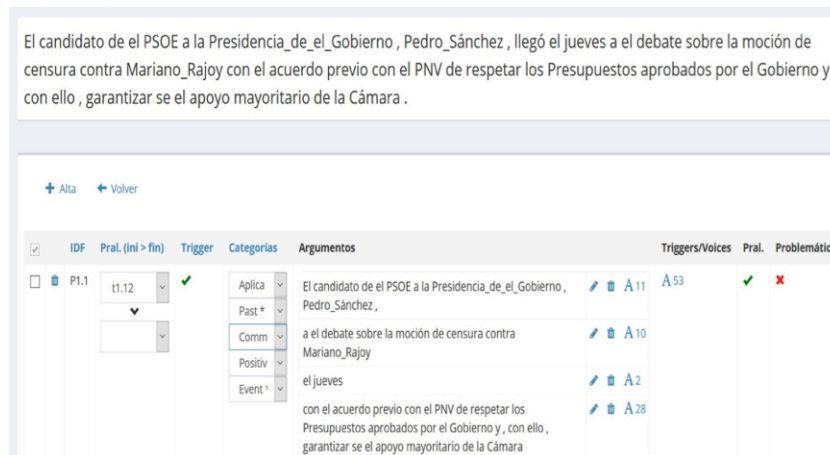 El candidato de el PSOE a la Presidencia_de_el_Gobierno , Pedro_Sánchez , llegó el jueves a el debate sobre la moción de
censura contra Mariano_Rajoy con el acuerdo previo con el PNV de respetar los Presupuestos aprobados por el Gobierno y
con ello , garantizar se el apoyo mayoritario de la Cámara .
+ Alta Volver
IDF Pral. (ini > fin) Trigger Categorías Argumentos Triggers/Voices Pral. Problemátic
P1.1 t1.12 Aplica El candidato de el PSOE a la Presidencia_de_el_Gobierno , A 11 A 53
Past * Pedro_Sánchez ,
Comm a el debate sobre la moción de censura contra A 10
Positiv Mariano_Rajoy
Event el jueves A 2
con el acuerdo previo con el PNV de respetar los A 28
Presupuestos aprobados por el Gobierno y , con ello ,
garantizar se el apoyo mayoritario de la Cámara